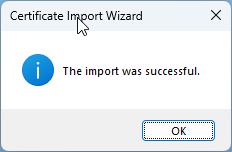 Certificate Import Wizard
The import was successful.
OK